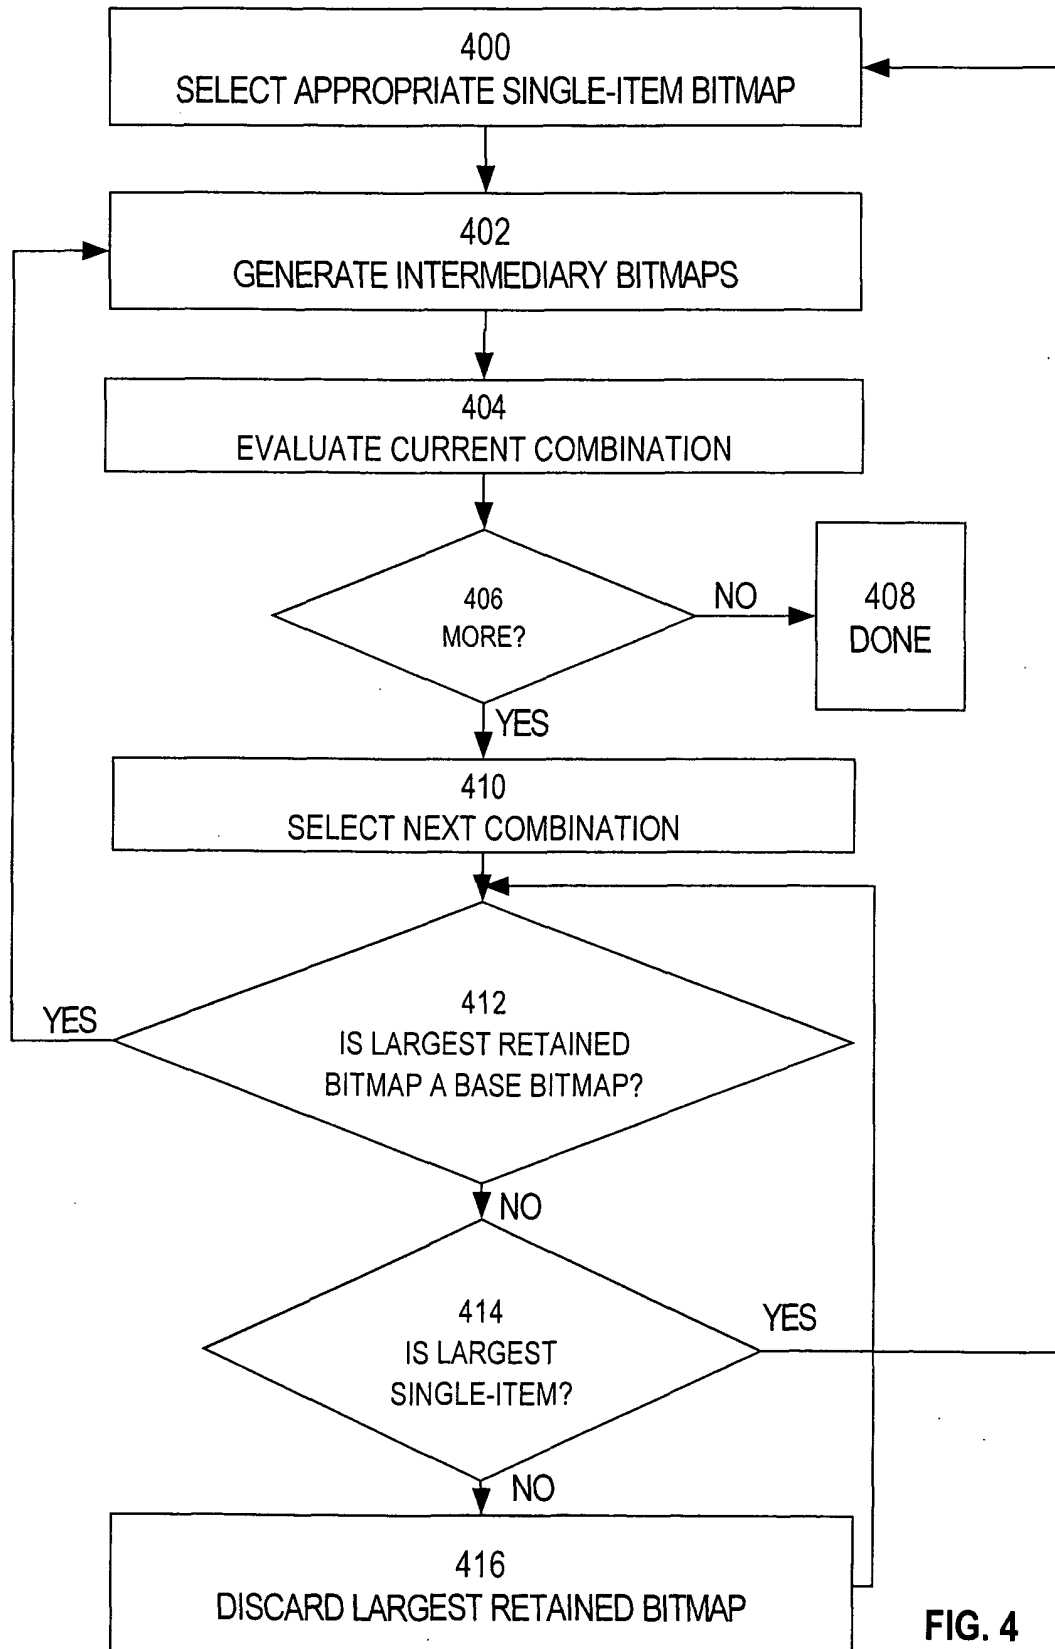 400
SELECT APPROPRIATE SINGLE-ITEM BITMAP
402
GENERATE INTERMEDIARY BITMAPS
404
EVALUATE CURRENT COMBINATION
406
MORE?
NO
408
DONE
YES
410
SELECT NEXT COMBINATION
YES
412
IS LARGEST RETAINED
BITMAP A BASE BITMAP?
NO
414
IS LARGEST
SINGLE-ITEM?
YES
NO
416
DISCARD LARGEST RETAINED BITMAP
FIG. 4